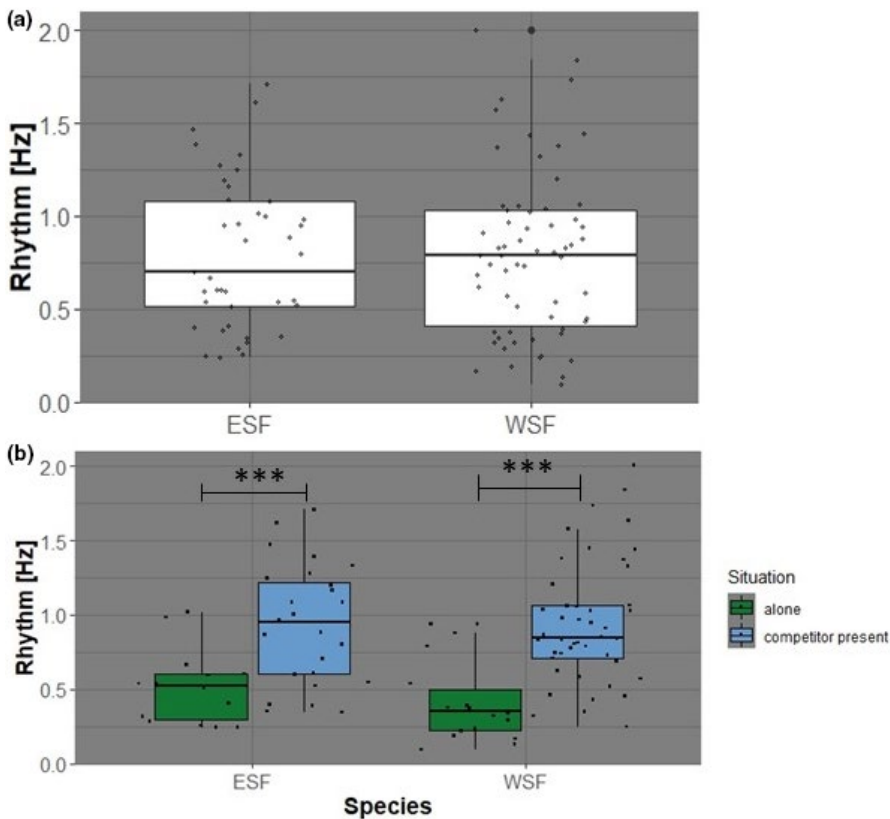 (a)
2.0
1.5
1.0
0.5
0.0
Rhythm [Hz]
ESF WSF
(b)
2.0
1.5
1.0
0.5
0.0
Rhythm [Hz]
*** ***
ESF WSF
Species
Situation
alone
competitor present